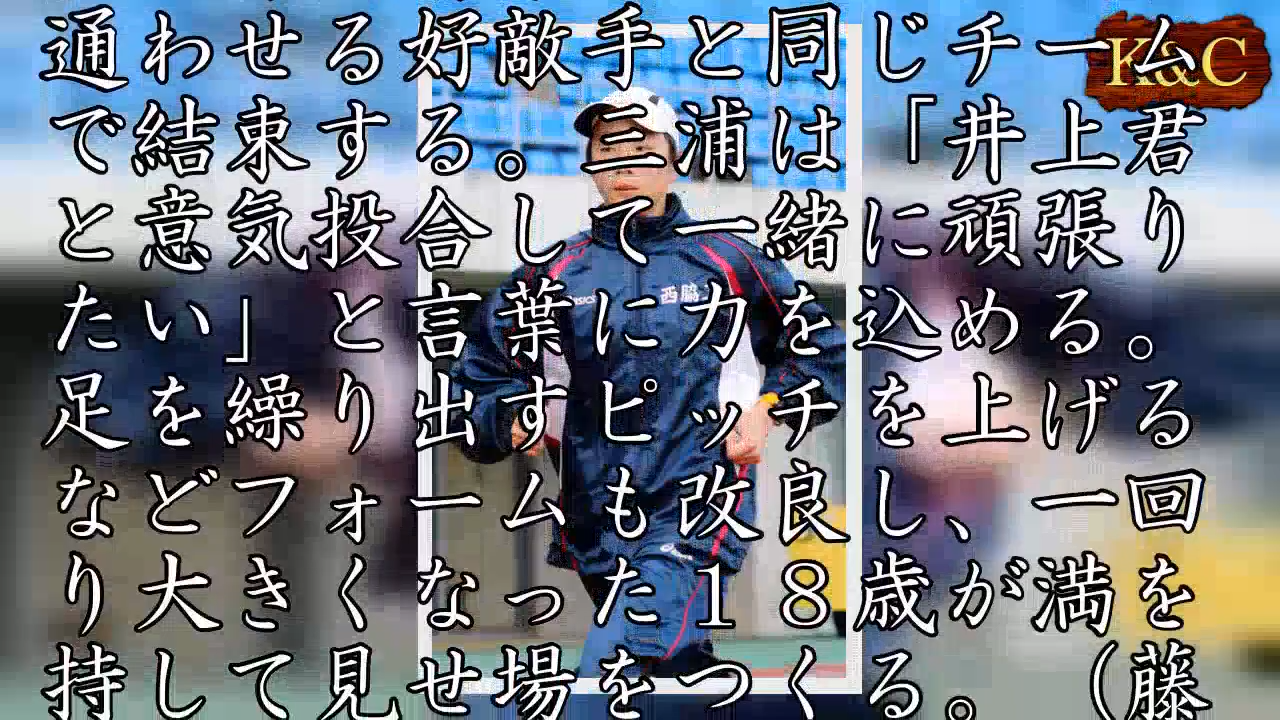 通わせる好敵手と同じチーム
K&C
で結束する。三浦は「井上君
と意気投合して一緒に頑張り
たい」と言葉に力を込める。
足を繰り出すピッチを上げる
などフォームも改良し、一回
り大きくなった１８歳が満を
持して見せ場をつくる。（藤
asics
西脇